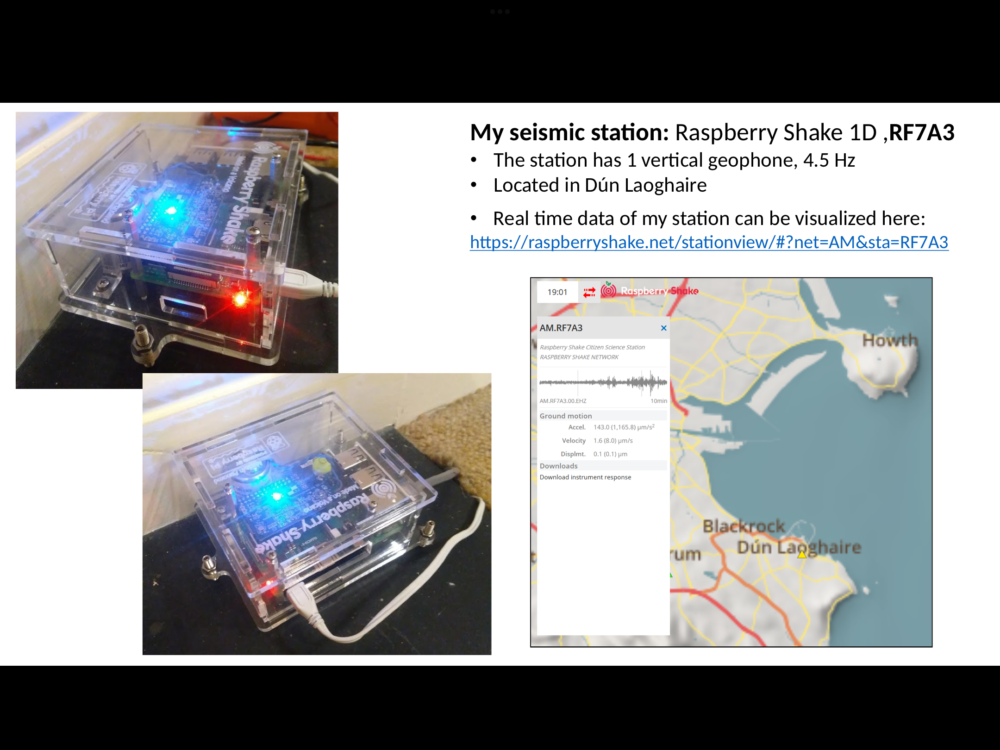 My seismic station: Raspberry Shake 1D ,RF7A3
• The station has 1 vertical geophone, 4.5 Hz
• Located in Dún Laoghaire
• Real time data of my station can be visualized here:
https://raspberryshake.net/stationview/#?net=AM&sta=RF7A3
Raspberry Shake
Made on a Volcano
Raspberry Pi
Raspberry Shake
Made on a Volcano
Raspberry Pi
19:01
Raspberry Shake
AM.RF7A3 ×
Raspberry Shake Citizen Science Station
RASPBERRY SHAKE NETWORK
AM.RF7A3.00.EHZ 10min
Ground motion
Accel. 143.0 (1,165.8) µm/s²
Velocity 1.6 (8.0) µm/s
Displmt. 0.1 (0.1) µm
Downloads
Download instrument response
Howth
Blackrock
Dún Laoghaire
rum